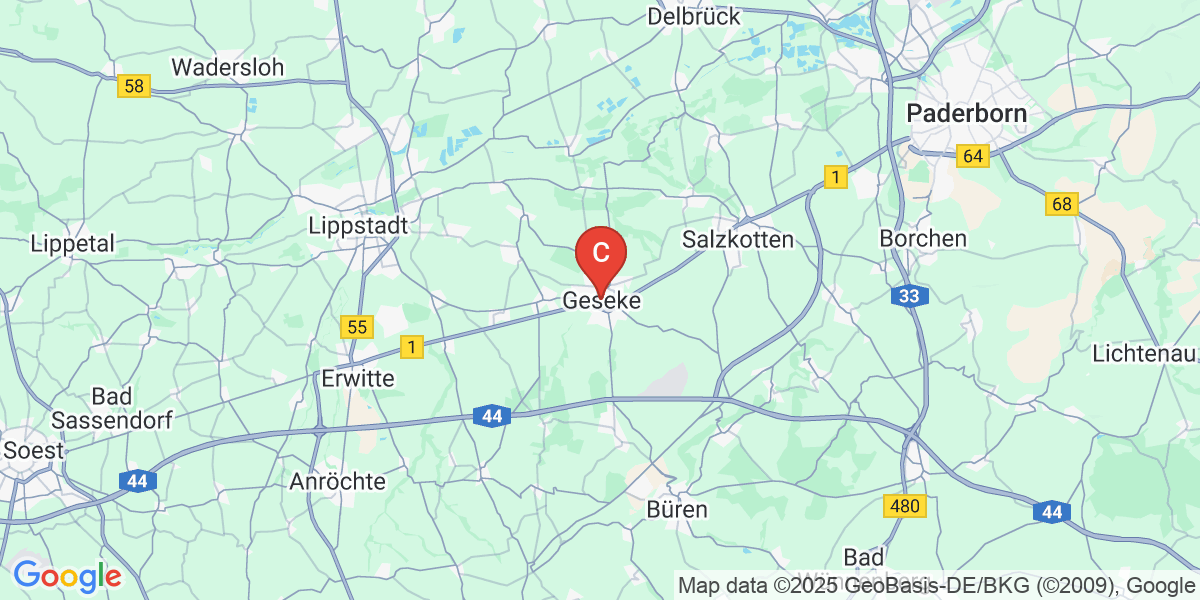 Delbrück
Wadersloh
58
Paderborn
64
1
68
Lippstadt
Lippetal
Salzkotten
Borchen
C
Geseke
33
55
1
Lichtenau
Erwitte
Bad
Sassendorf
44
Soest
44
Anröchte
Büren
480
44
Bad
Google
Map data ©2025 GeoBasis-DE/BKG (©2009), Google